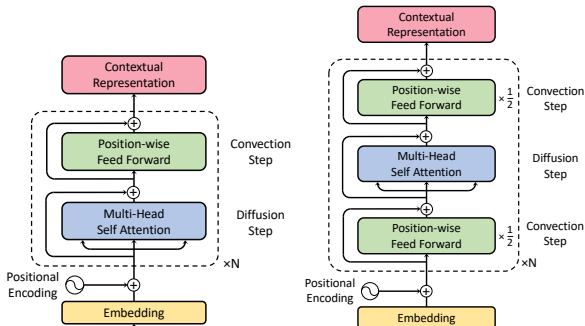 Contextual
Representation
Position-wise
Feed Forward
Convection
Step
Multi-Head
Self Attention
Diffusion
Step
×N
Positional
Encoding
Embedding
Contextual
Representation
Position-wise
Feed Forward
× 1/2
Convection
Step
Multi-Head
Self Attention
Diffusion
Step
Position-wise
Feed Forward
× 1/2
Convection
Step
×N
Positional
Encoding
Embedding